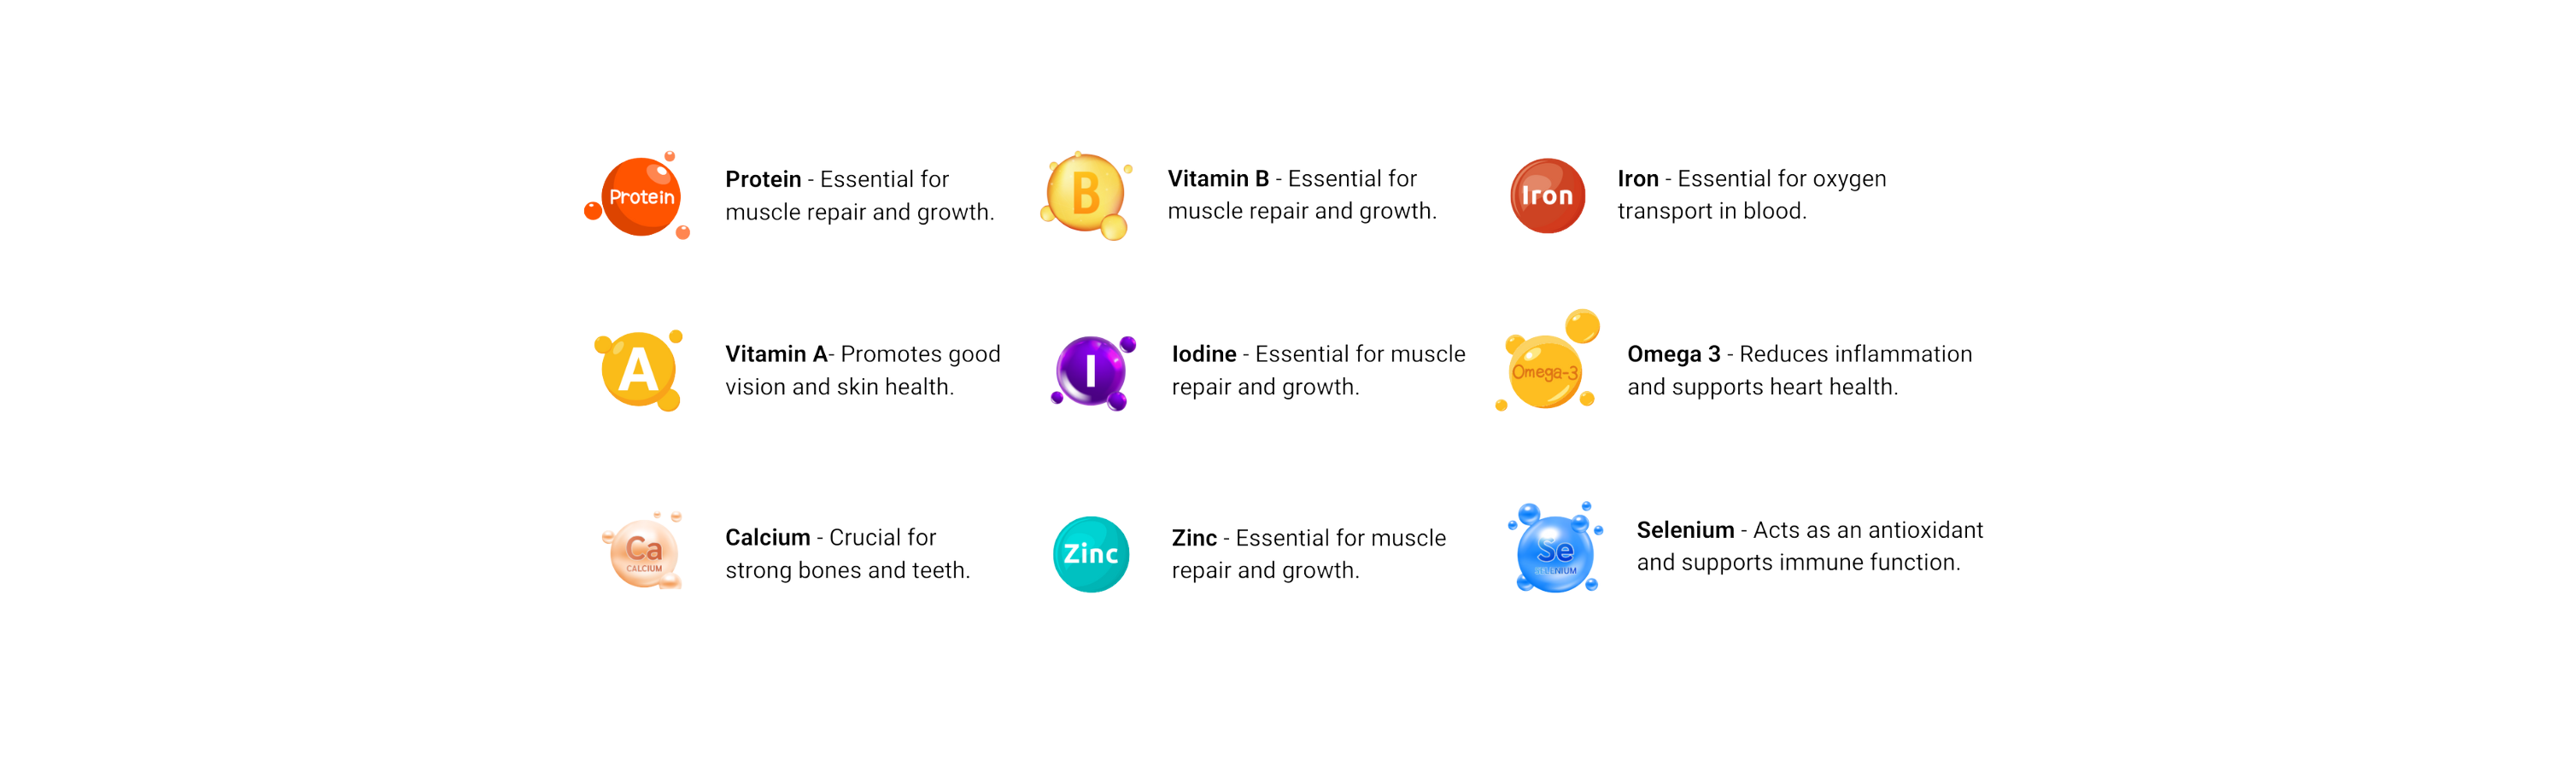 Protein
Protein - Essential for
muscle repair and growth.
B
Vitamin B - Essential for
muscle repair and growth.
Iron
Iron - Essential for oxygen
transport in blood.
A
Vitamin A- Promotes good
vision and skin health.
I
Iodine - Essential for muscle
repair and growth.
Omega-3
Omega 3 - Reduces inflammation
and supports heart health.
Ca
CALCIUM
Calcium - Crucial for
strong bones and teeth.
Zinc
Zinc - Essential for muscle
repair and growth.
Se
SELENIUM
Selenium - Acts as an antioxidant
and supports immune function.